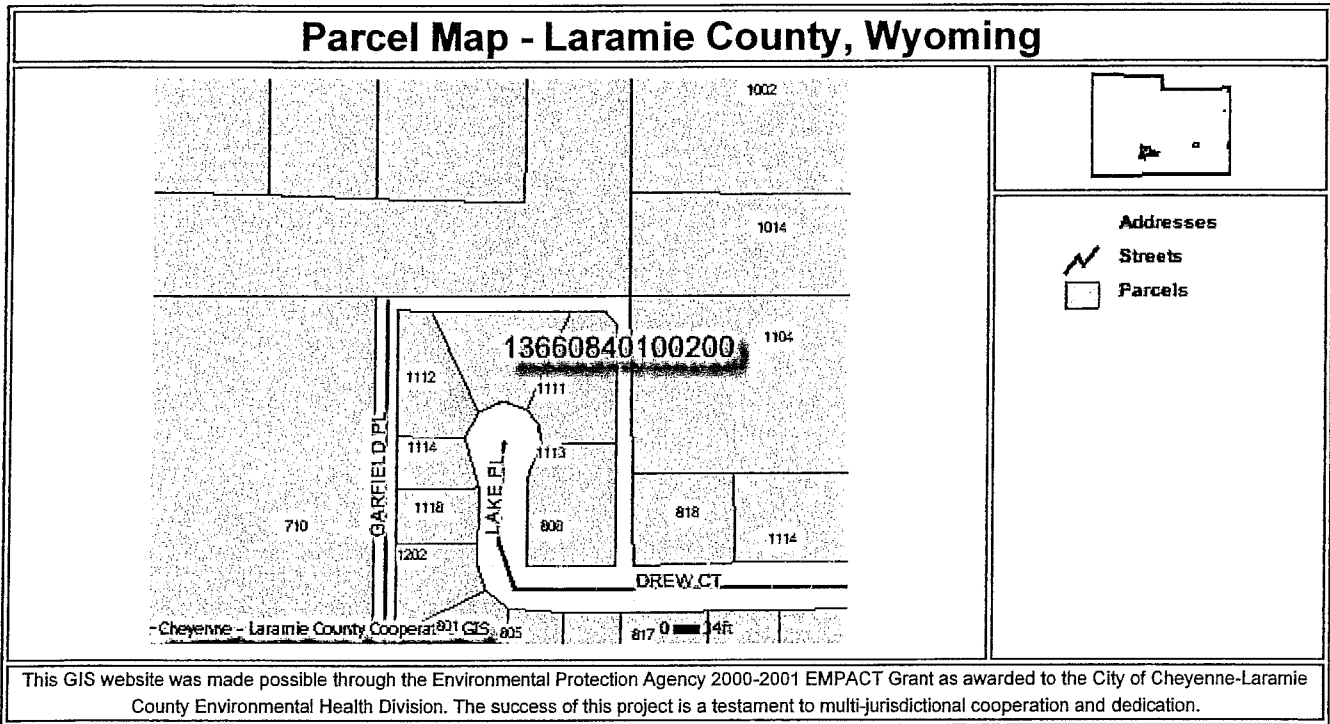 Parcel Map - Laramie County, Wyoming
1002
1014
13660840100200
1104
1112
1111
1114
1113
GARFIELD PL
LAKE PL
1118
710
808
818
1114
1202
DREW CT
Cheyenne - Laramie County Cooperat
801
GIS
805
817
0
4ft
Addresses
Streets
Parcels
This GIS website was made possible through the Environmental Protection Agency 2000-2001 EMPACT Grant as awarded to the City of Cheyenne-Laramie
County Environmental Health Division. The success of this project is a testament to multi-jurisdictional cooperation and dedication.